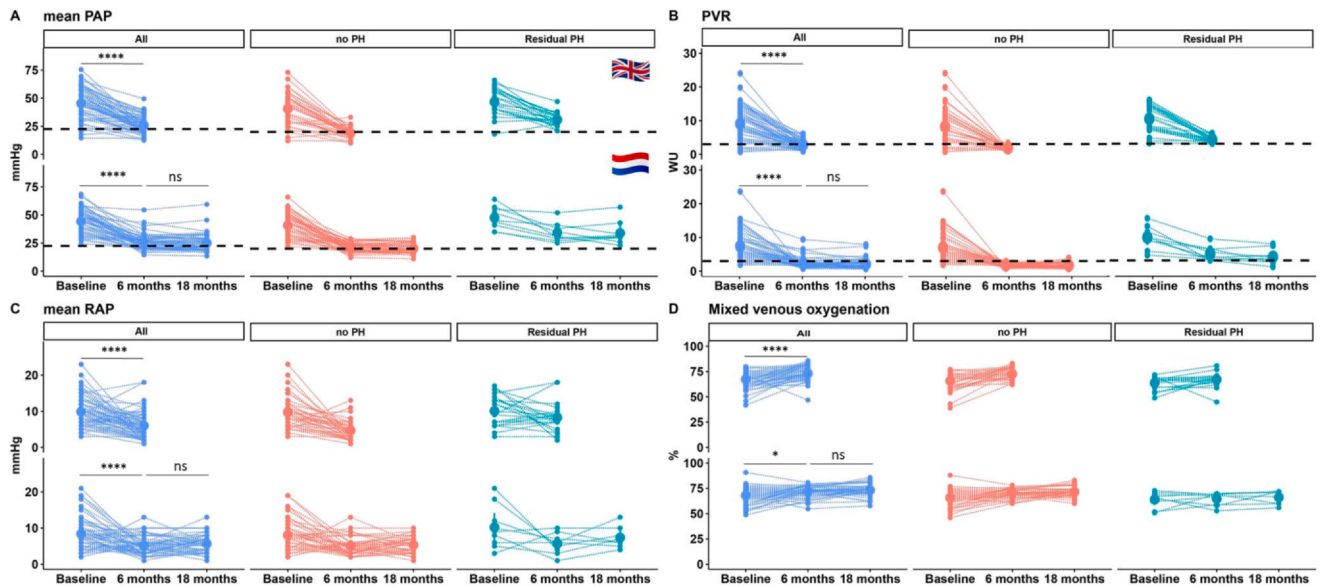 A mean PAP
All no PH Residual PH
****
75
50
25
0
mmHg
**** ns
75
50
25
0
Baseline 6 months 18 months Baseline 6 months 18 months Baseline 6 months 18 months
B PVR
All no PH Residual PH
****
30
20
10
0
WU
**** ns
30
20
10
0
Baseline 6 months 18 months Baseline 6 months 18 months Baseline 6 months 18 months
C mean RAP
All no PH Residual PH
****
20
10
0
mmHg
**** ns
20
10
0
Baseline 6 months 18 months Baseline 6 months 18 months Baseline 6 months 18 months
D Mixed venous oxygenation
All no PH Residual PH
****
100
75
50
25
0
%
* ns
100
75
50
25
0
Baseline 6 months 18 months Baseline 6 months 18 months Baseline 6 months 18 months